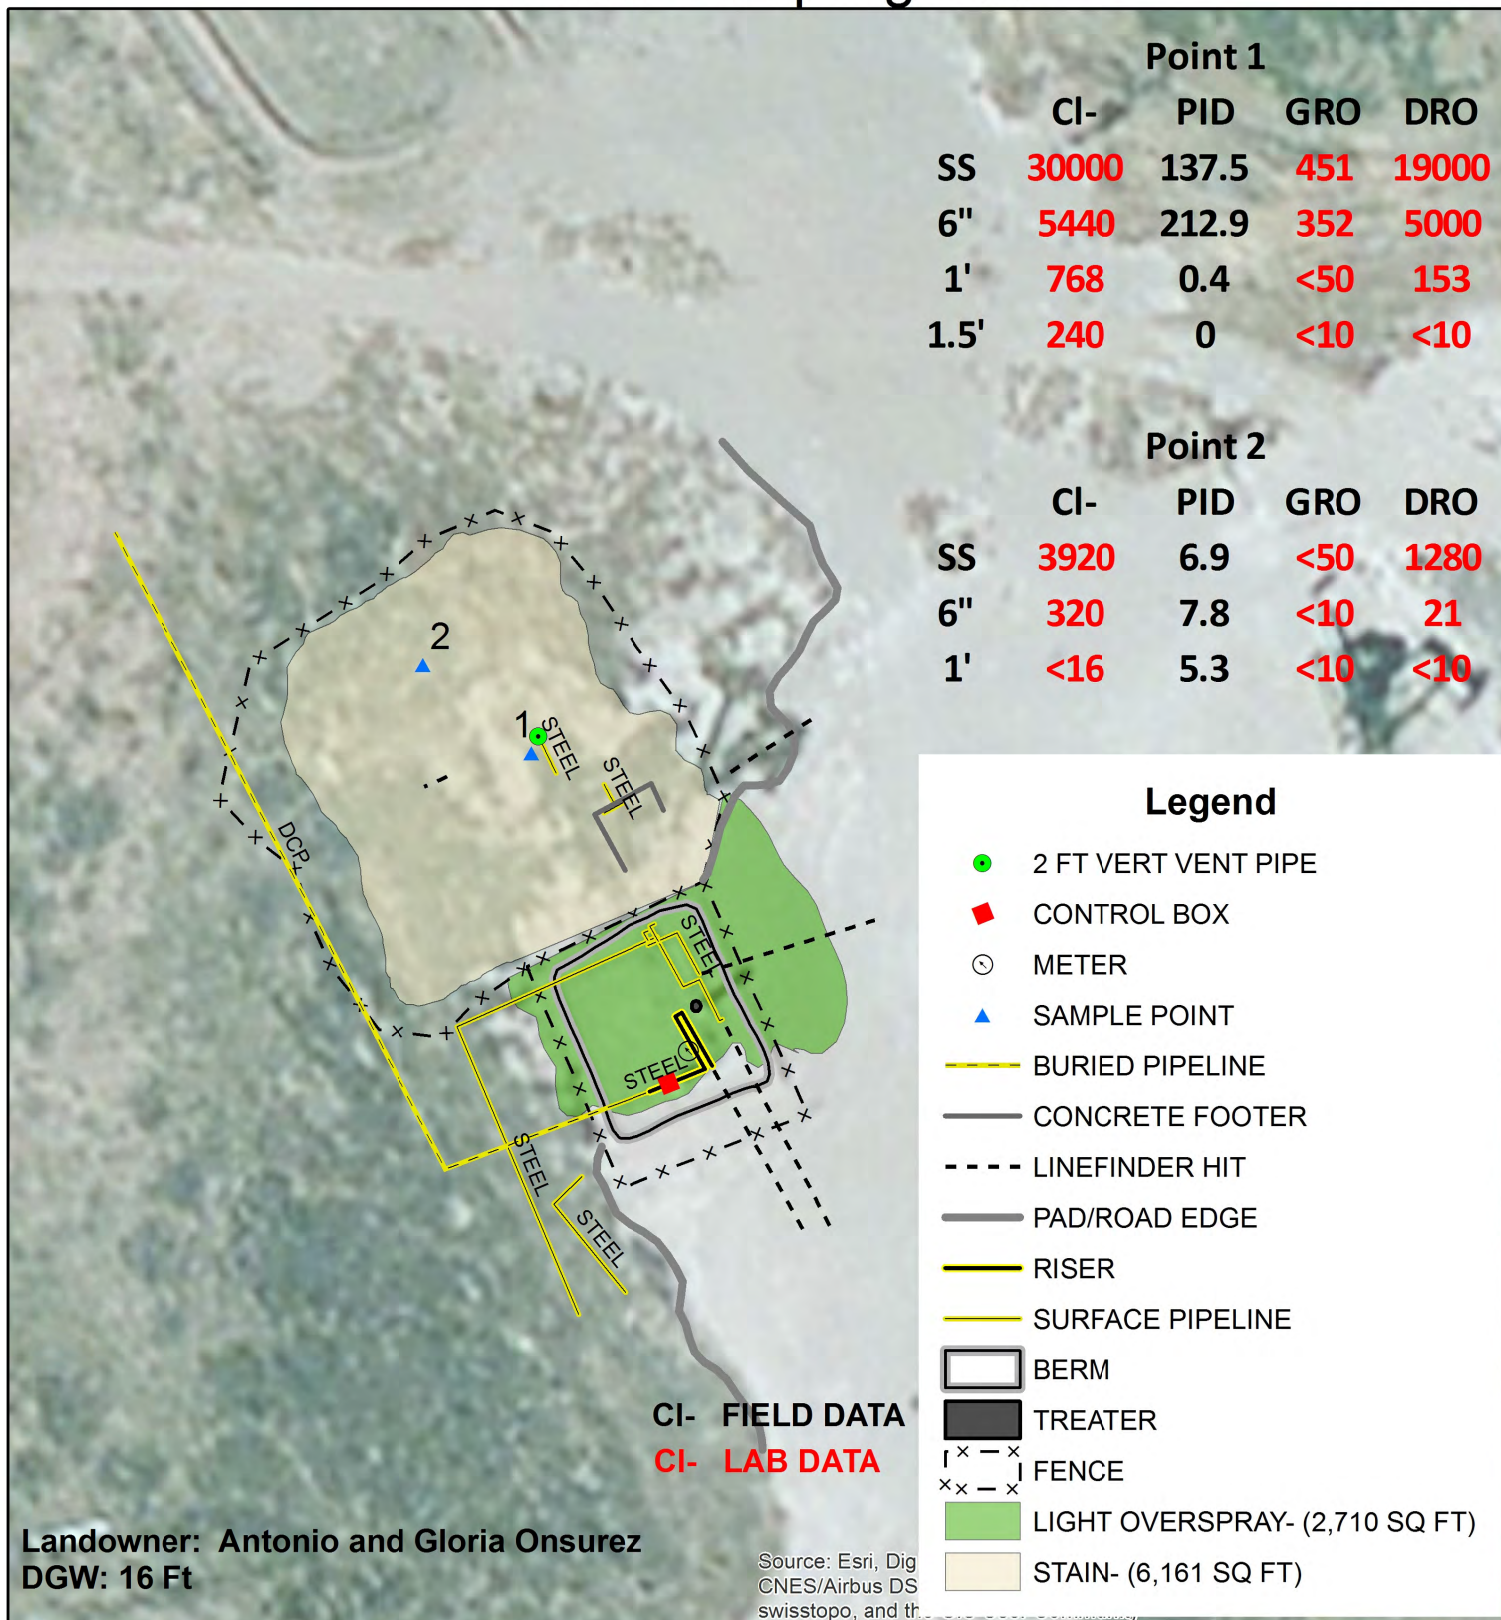 Point 1
Cl- PID GRO DRO
SS 30000 137.5 451 19000
6" 5440 212.9 352 5000
1' 768 0.4 <50 153
1.5' 240 0 <10 <10
Point 2
Cl- PID GRO DRO
SS 3920 6.9 <50 1280
6" 320 7.8 <10 21
1' <16 5.3 <10 <10
2
1
STEEL
STEEL
DCP
STEEL
STEEL
STEEL
STEEL
Legend
2 FT VERT VENT PIPE
CONTROL BOX
METER
SAMPLE POINT
BURIED PIPELINE
CONCRETE FOOTER
LINEFINDER HIT
PAD/ROAD EDGE
RISER
SURFACE PIPELINE
BERM
TREATER
FENCE
LIGHT OVERSPRAY- (2,710 SQ FT)
STAIN- (6,161 SQ FT)
Cl- FIELD DATA
Cl- LAB DATA
Landowner: Antonio and Gloria Onsurez
DGW: 16 Ft
Source: Esri, Dig
CNES/Airbus DS
swisstopo, and